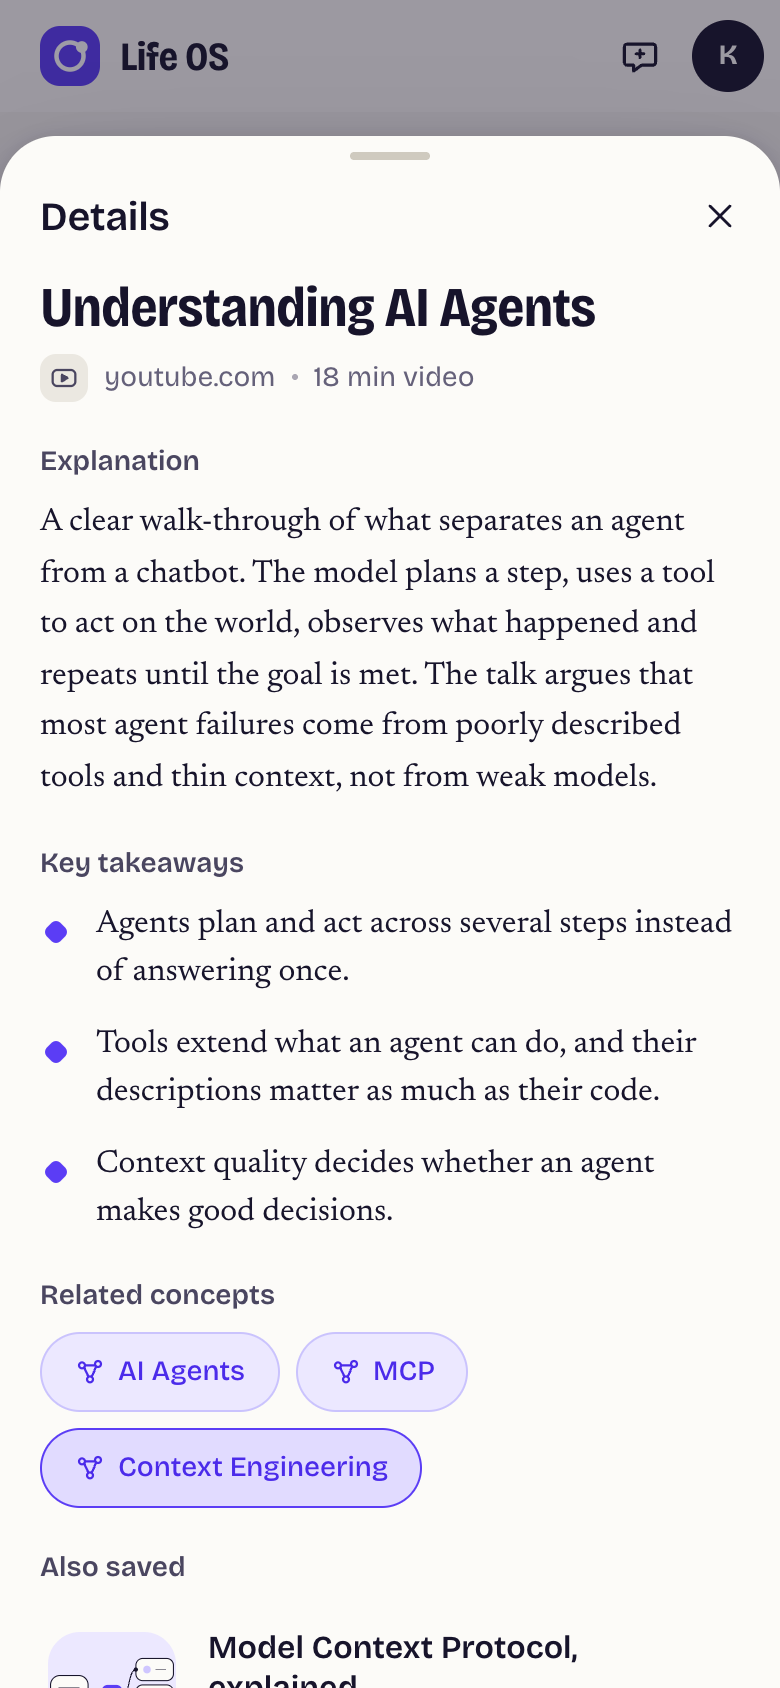 Life OS
K
Details
Understanding AI Agents
youtube.com • 18 min video
Explanation
A clear walk-through of what separates an agent
from a chatbot. The model plans a step, uses a tool
to act on the world, observes what happened and
repeats until the goal is met. The talk argues that
most agent failures come from poorly described
tools and thin context, not from weak models.
Key takeaways
Agents plan and act across several steps instead
of answering once.
Tools extend what an agent can do, and their
descriptions matter as much as their code.
Context quality decides whether an agent
makes good decisions.
Related concepts
AI Agents
MCP
Context Engineering
Also saved
Model Context Protocol,
explained